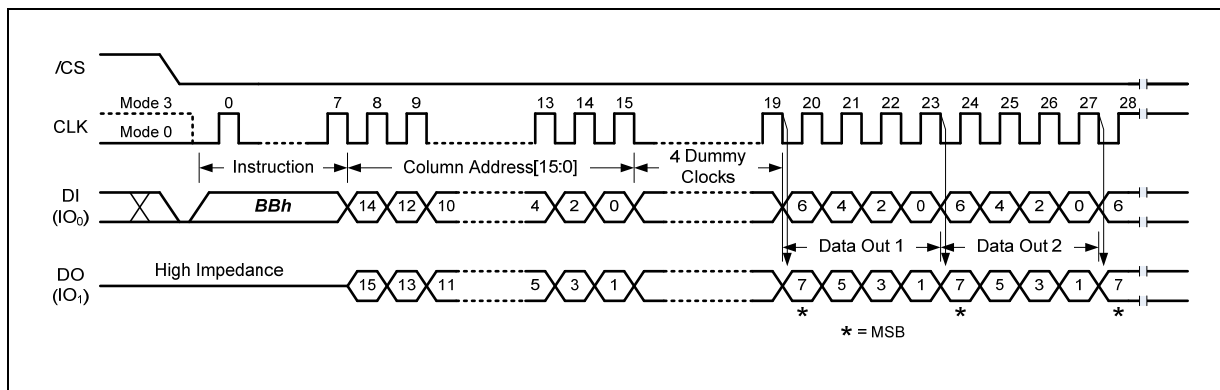 /CS
Mode 3 0 7 8 9 13 14 15 19 20 21 22 23 24 25 26 27 28
CLK
Mode 0
Instruction Column Address[15:0] 4 Dummy Clocks
DI (IO0) BBh 14 12 10 4 2 0 6 4 2 0 6 4 2 0 6
Data Out 1 Data Out 2
DO (IO1) High Impedance 15 13 11 5 3 1 7 5 3 1 7 5 3 1 7
* * *
* = MSB